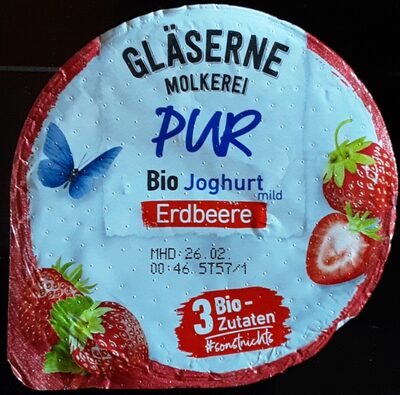 GLÄSERNE
MOLKEREI
PUR
Bio Joghurt
mild
Erdbeere
MHD:26.02.
00:46 5T57/1
3 Bio-
Zutaten
#sonstnichts